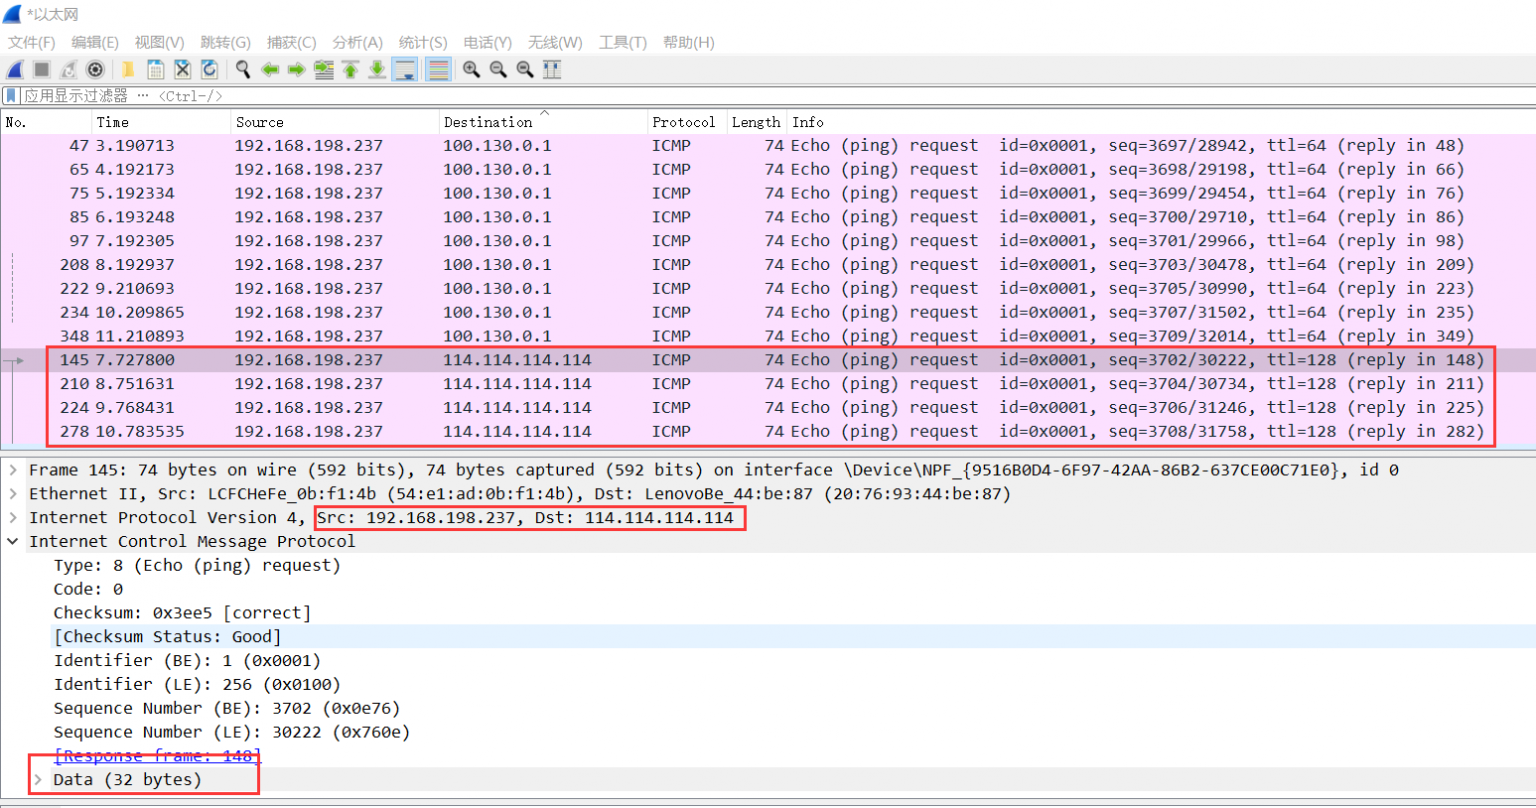 *以太网
文件(F) 编辑(E) 视图(V) 跳转(G) 捕获(C) 分析(A) 统计(S) 电话(Y) 无线(W) 工具(T) 帮助(H)
应用显示过滤器 ⋯ <Ctrl-/>
No. Time Source Destination Protocol Length Info
47 3.190713 192.168.198.237 100.130.0.1 ICMP 74 Echo (ping) request id=0x0001, seq=3697/28942, ttl=64 (reply in 48)
65 4.192173 192.168.198.237 100.130.0.1 ICMP 74 Echo (ping) request id=0x0001, seq=3698/29198, ttl=64 (reply in 66)
75 5.192334 192.168.198.237 100.130.0.1 ICMP 74 Echo (ping) request id=0x0001, seq=3699/29454, ttl=64 (reply in 76)
85 6.193248 192.168.198.237 100.130.0.1 ICMP 74 Echo (ping) request id=0x0001, seq=3700/29710, ttl=64 (reply in 86)
97 7.192305 192.168.198.237 100.130.0.1 ICMP 74 Echo (ping) request id=0x0001, seq=3701/29966, ttl=64 (reply in 98)
208 8.192937 192.168.198.237 100.130.0.1 ICMP 74 Echo (ping) request id=0x0001, seq=3703/30478, ttl=64 (reply in 209)
222 9.210693 192.168.198.237 100.130.0.1 ICMP 74 Echo (ping) request id=0x0001, seq=3705/30990, ttl=64 (reply in 223)
234 10.209865 192.168.198.237 100.130.0.1 ICMP 74 Echo (ping) request id=0x0001, seq=3707/31502, ttl=64 (reply in 235)
348 11.210893 192.168.198.237 100.130.0.1 ICMP 74 Echo (ping) request id=0x0001, seq=3709/32014, ttl=64 (reply in 349)
145 7.727800 192.168.198.237 114.114.114.114 ICMP 74 Echo (ping) request id=0x0001, seq=3702/30222, ttl=128 (reply in 148)
210 8.751631 192.168.198.237 114.114.114.114 ICMP 74 Echo (ping) request id=0x0001, seq=3704/30734, ttl=128 (reply in 211)
224 9.768431 192.168.198.237 114.114.114.114 ICMP 74 Echo (ping) request id=0x0001, seq=3706/31246, ttl=128 (reply in 225)
278 10.783535 192.168.198.237 114.114.114.114 ICMP 74 Echo (ping) request id=0x0001, seq=3708/31758, ttl=128 (reply in 282)
Frame 145: 74 bytes on wire (592 bits), 74 bytes captured (592 bits) on interface \Device\NPF_{9516B0D4-6F97-42AA-86B2-637CE00C71E0}, id 0
Ethernet II, Src: LCFCHeFe_0b:f1:4b (54:e1:ad:0b:f1:4b), Dst: LenovoBe_44:be:87 (20:76:93:44:be:87)
Internet Protocol Version 4, Src: 192.168.198.237, Dst: 114.114.114.114
Internet Control Message Protocol
Type: 8 (Echo (ping) request)
Code: 0
Checksum: 0x3ee5 [correct]
[Checksum Status: Good]
Identifier (BE): 1 (0x0001)
Identifier (LE): 256 (0x0100)
Sequence Number (BE): 3702 (0x0e76)
Sequence Number (LE): 30222 (0x760e)
[Response frame: 148]
Data (32 bytes)